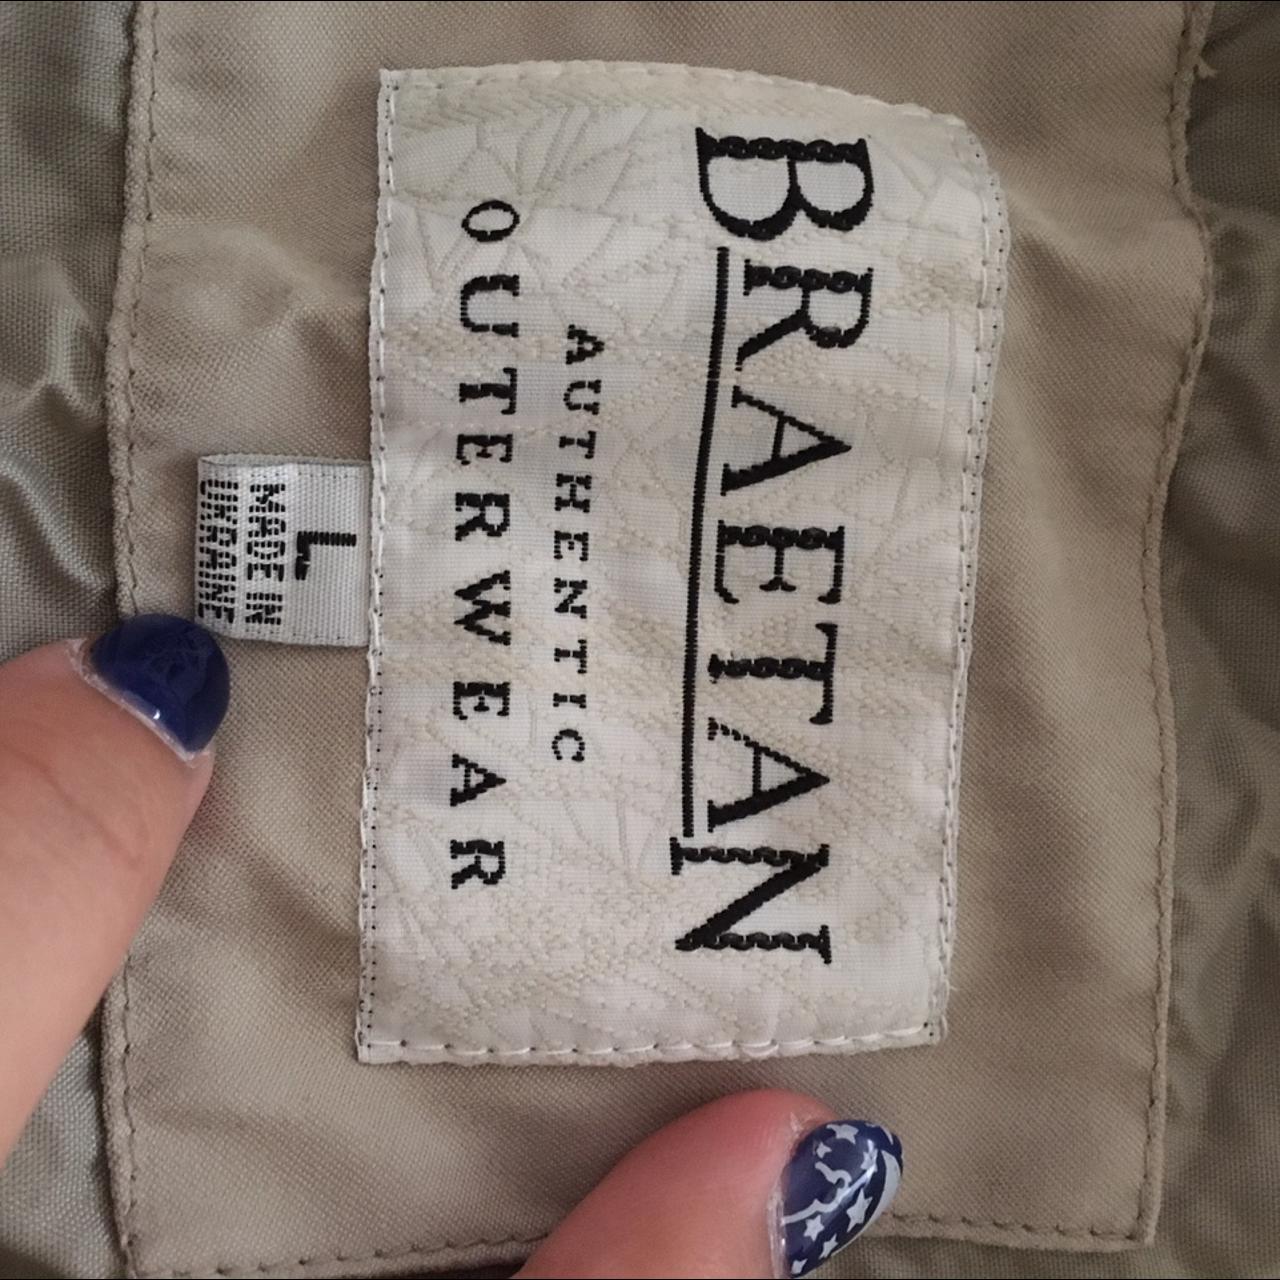 BRAETAN
AUTHENTIC
OUTERWEAR
L
MADE IN
UKRAINE